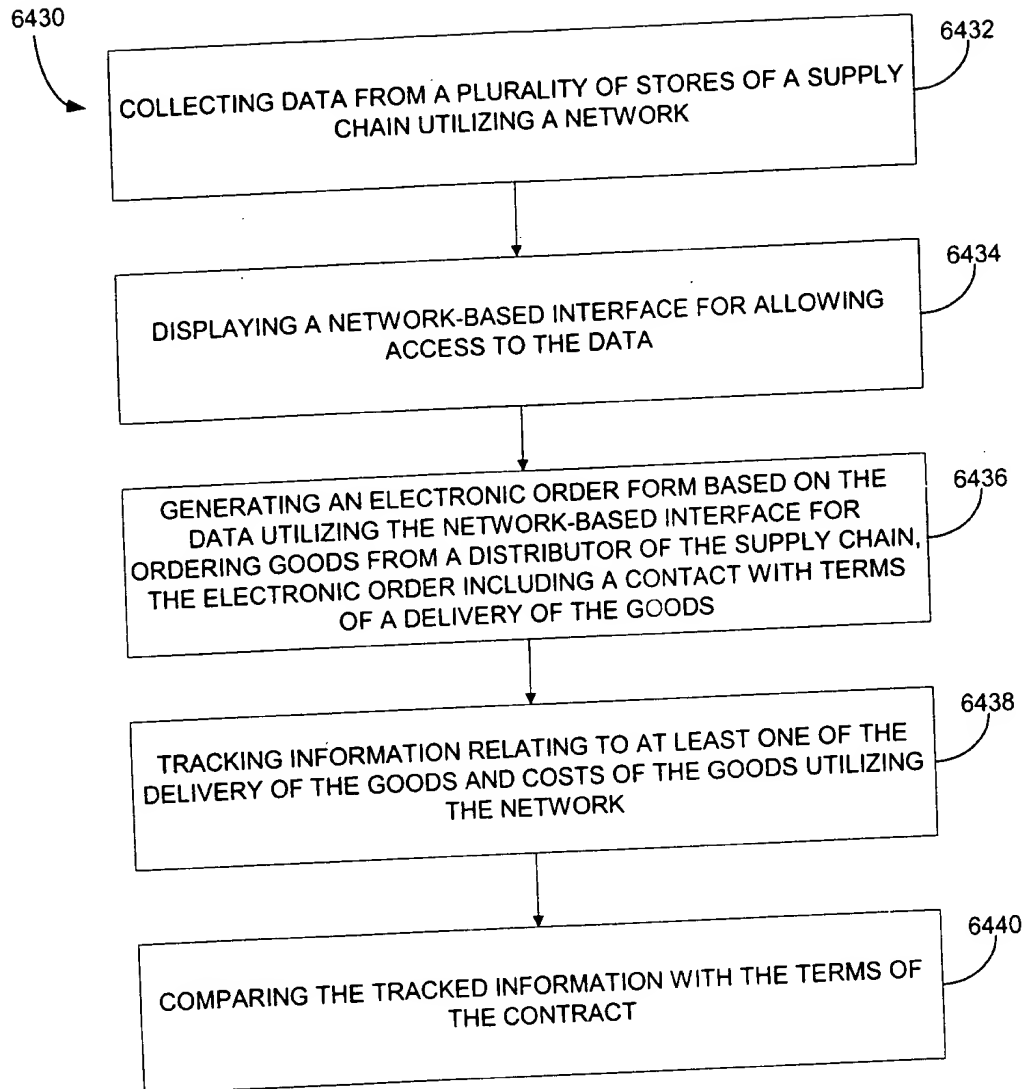 6430
6432
COLLECTING DATA FROM A PLURALITY OF STORES OF A SUPPLY
CHAIN UTILIZING A NETWORK
6434
DISPLAYING A NETWORK-BASED INTERFACE FOR ALLOWING
ACCESS TO THE DATA
6436
GENERATING AN ELECTRONIC ORDER FORM BASED ON THE
DATA UTILIZING THE NETWORK-BASED INTERFACE FOR
ORDERING GOODS FROM A DISTRIBUTOR OF THE SUPPLY CHAIN,
THE ELECTRONIC ORDER INCLUDING A CONTACT WITH TERMS
OF A DELIVERY OF THE GOODS
6438
TRACKING INFORMATION RELATING TO AT LEAST ONE OF THE
DELIVERY OF THE GOODS AND COSTS OF THE GOODS UTILIZING
THE NETWORK
6440
COMPARING THE TRACKED INFORMATION WITH THE TERMS OF
THE CONTRACT